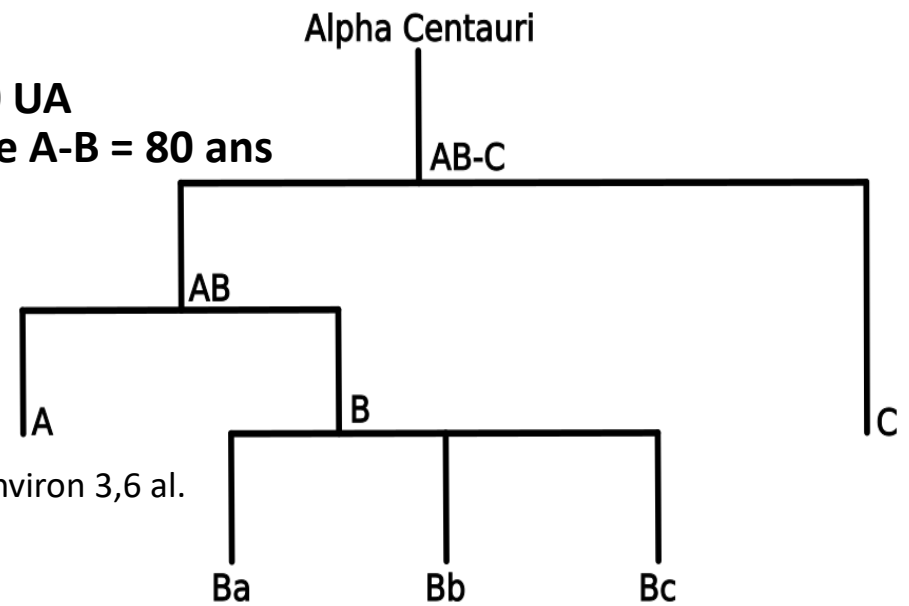 Alpha Centauri
UA
A-B = 80 ans
AB-C
AB
A
B
C
nviron 3,6 al.
Ba
Bb
Bc